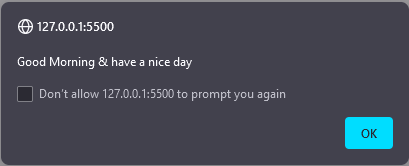 127.0.0.1:5500
Good Morning & have a nice day
Don't allow 127.0.0.1:5500 to prompt you again
OK